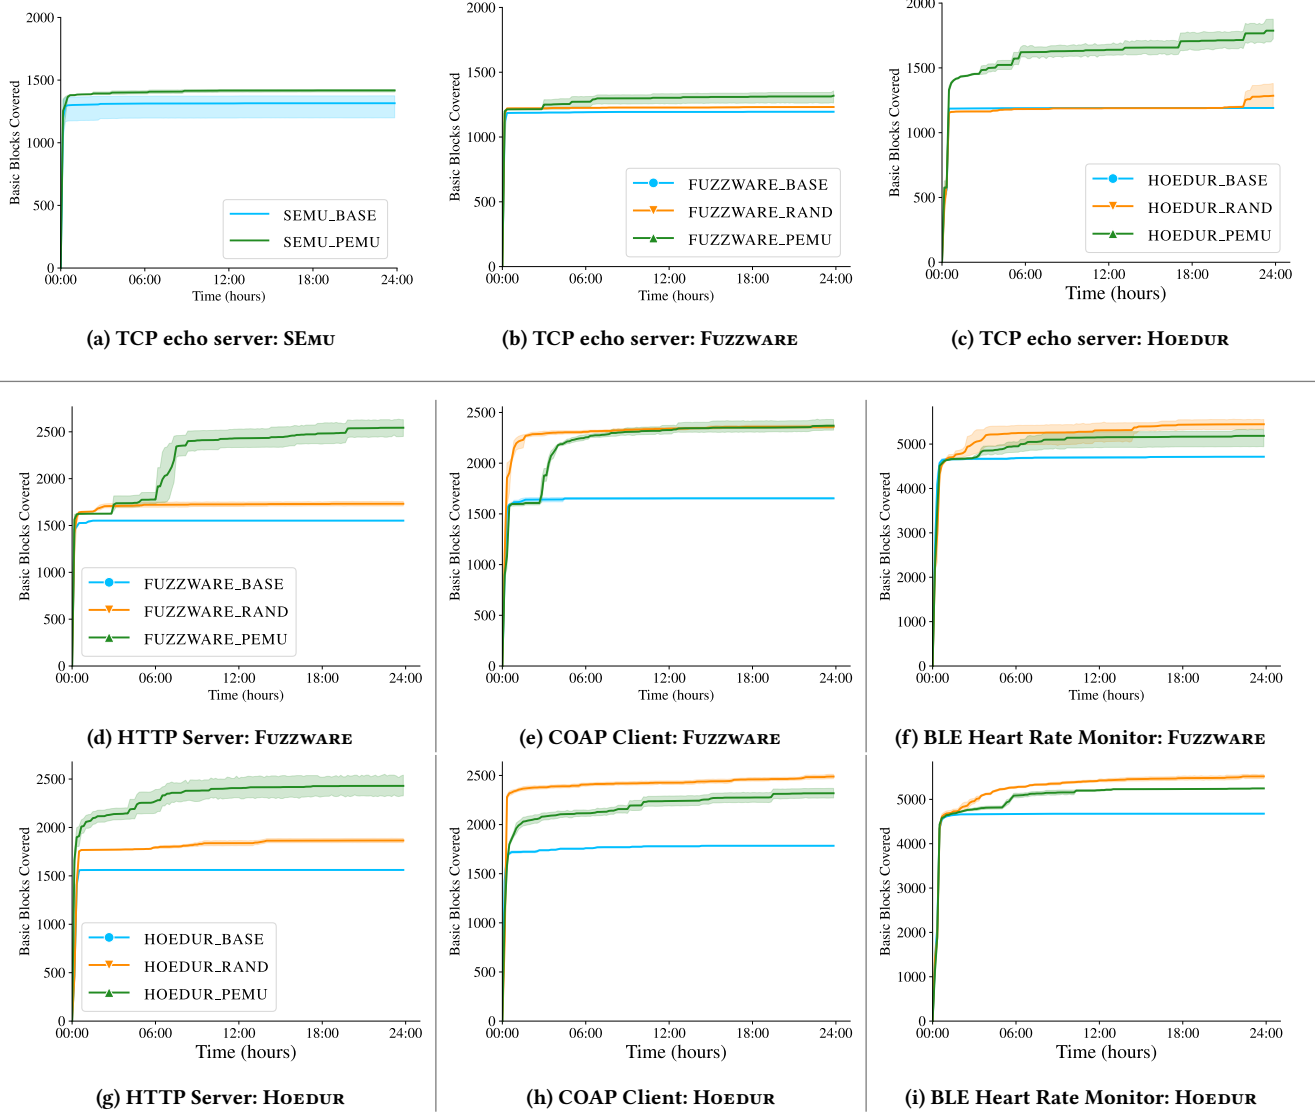 2000
1500
1000
500
0
Basic Blocks Covered
SEMU_BASE
SEMU_PEMU
00:00 06:00 12:00 18:00 24:00
Time (hours)
(a) TCP echo server: SEMU
2000
1500
1000
500
0
Basic Blocks Covered
FUZZWARE_BASE
FUZZWARE_RAND
FUZZWARE_PEMU
00:00 06:00 12:00 18:00 24:00
Time (hours)
(b) TCP echo server: FUZZWARE
2000
1500
1000
500
0
Basic Blocks Covered
HOEDUR_BASE
HOEDUR_RAND
HOEDUR_PEMU
00:00 06:00 12:00 18:00 24:00
Time (hours)
(c) TCP echo server: HOEDUR
2500
2000
1500
1000
500
0
Basic Blocks Covered
FUZZWARE_BASE
FUZZWARE_RAND
FUZZWARE_PEMU
00:00 06:00 12:00 18:00 24:00
Time (hours)
(d) HTTP Server: FUZZWARE
2500
2000
1500
1000
500
0
Basic Blocks Covered
00:00 06:00 12:00 18:00 24:00
Time (hours)
(e) COAP Client: FUZZWARE
5000
4000
3000
2000
1000
0
Basic Blocks Covered
00:00 06:00 12:00 18:00 24:00
Time (hours)
(f) BLE Heart Rate Monitor: FUZZWARE
2500
2000
1500
1000
500
0
Basic Blocks Covered
HOEDUR_BASE
HOEDUR_RAND
HOEDUR_PEMU
00:00 06:00 12:00 18:00 24:00
Time (hours)
(g) HTTP Server: HOEDUR
2500
2000
1500
1000
500
0
Basic Blocks Covered
00:00 06:00 12:00 18:00 24:00
Time (hours)
(h) COAP Client: HOEDUR
5000
4000
3000
2000
1000
0
Basic Blocks Covered
00:00 06:00 12:00 18:00 24:00
Time (hours)
(i) BLE Heart Rate Monitor: HOEDUR